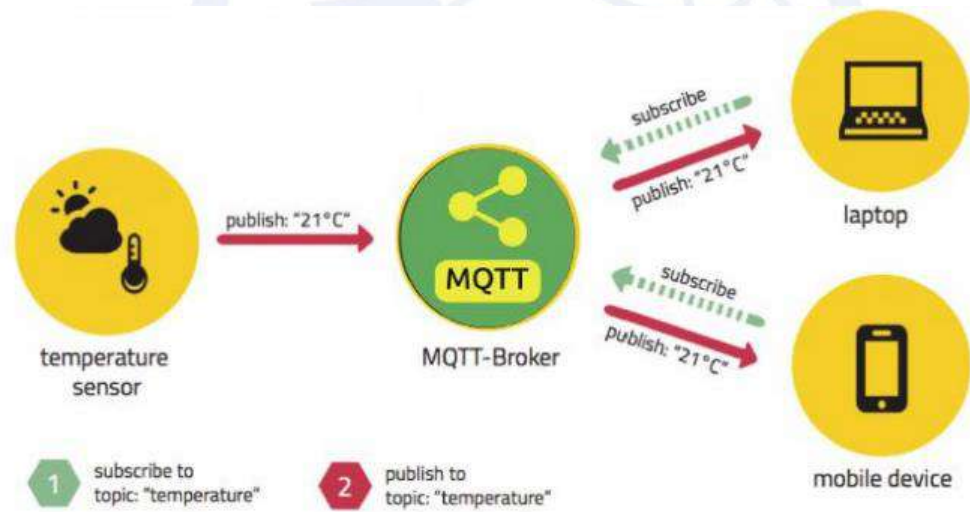 subscribe
publish: "21°C"
laptop
publish: "21°C"
MQTT
MQTT-Broker
temperature
sensor
subscribe
publish: "21°C"
mobile device
1
subscribe to
topic: "temperature"
2
publish to
topic: "temperature"